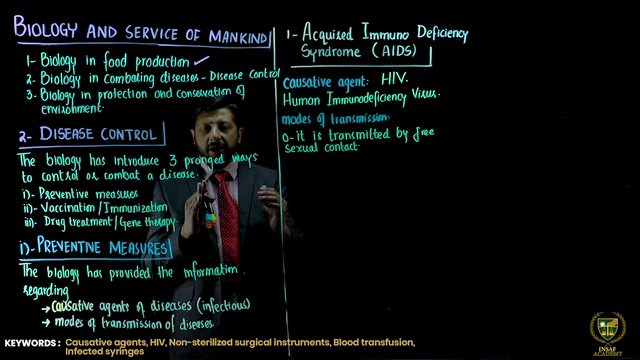 BIOLOGY AND SERVICE OF MANKIND
1- Biology in food production ✓
2. Biology in combating diseases - Disease control
3. Biology in protection and conservation of
environment.
2- DISEASE CONTROL
The biology has introduce 3 pronged ways
to control or combat a disease.
i)- Preventive measures
ii)- Vaccination/Immunization
iii)- Drug treatment/Gene therapy.
i)- PREVENTIVE MEASURES
The biology has provided the information
regarding
→ Causative agents of diseases (infectious)
→ modes of transmission of diseases
1- Acquired Immuno Deficiency
Syndrome (AIDS)
Causative agent: HIV.
Human Immunodeficiency Virus.
modes of transmission:
o- it is transmitted by free
sexual contact.
KEYWORDS : Causative agents, HIV, Non-sterilized surgical instruments, Blood transfusion,
Infected syringes
INSAF
ACADEMY